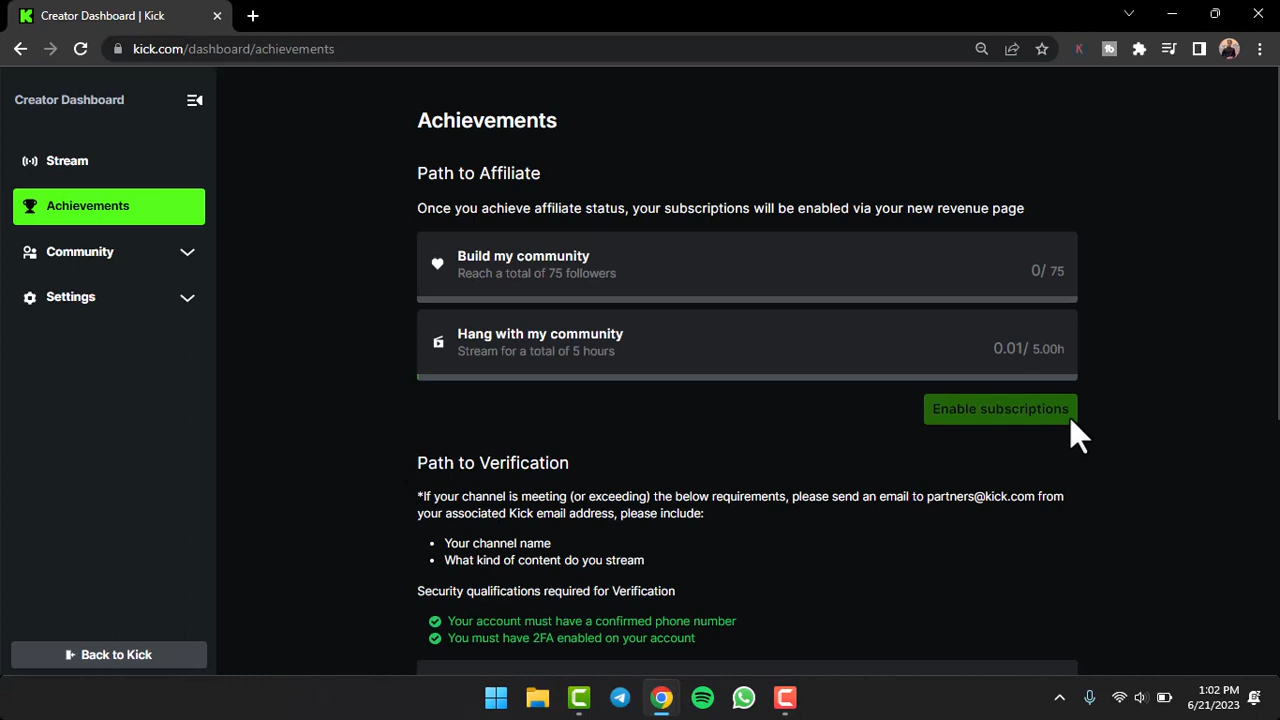 Creator Dashboard | Kick
kick.com/dashboard/achievements
Creator Dashboard
Stream
Achievements
Community
Settings
Back to Kick
Achievements
Path to Affiliate
Once you achieve affiliate status, your subscriptions will be enabled via your new revenue page
Build my community
Reach a total of 75 followers
0/ 75
Hang with my community
Stream for a total of 5 hours
0.01/ 5.00h
Enable subscriptions
Path to Verification
*If your channel is meeting (or exceeding) the below requirements, please send an email to partners@kick.com from
your associated Kick email address, please include:
• Your channel name
• What kind of content do you stream
Security qualifications required for Verification
Your account must have a confirmed phone number
You must have 2FA enabled on your account
1:02 PM
6/21/2023